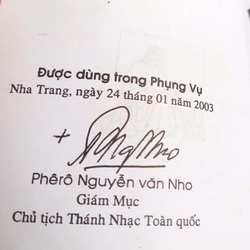 Được dùng trong Phụng Vụ
Nha Trang, ngày 24 tháng 01 năm 2003
+
Phêrô Nguyễn văn Nho
Giám Mục
Chủ tịch Thánh Nhạc Toàn quốc